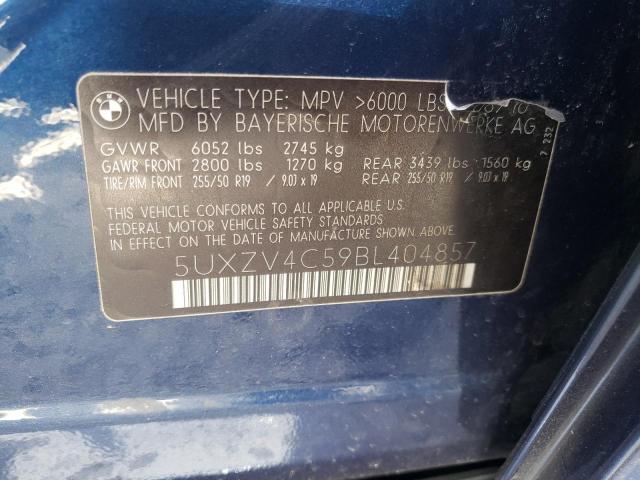 BMW
VEHICLE TYPE: MPV >6000 LBS
MFD BY BAYERISCHE MOTORENWERKE AG
GVWR 6052 lbs 2745 kg
GAWR FRONT 2800 lbs 1270 kg REAR 3439 lbs 1560 kg
TIRE/RIM FRONT 255/50 R19 / 9.0J x 19 REAR 255/50 R19 / 9.0J x 19
THIS VEHICLE CONFORMS TO ALL APPLICABLE U.S.
FEDERAL MOTOR VEHICLE SAFETY STANDARDS
IN EFFECT ON THE DATE OF MANUFACTURE SHOWN ABOVE.
5UXZV4C59BL404857
7 232